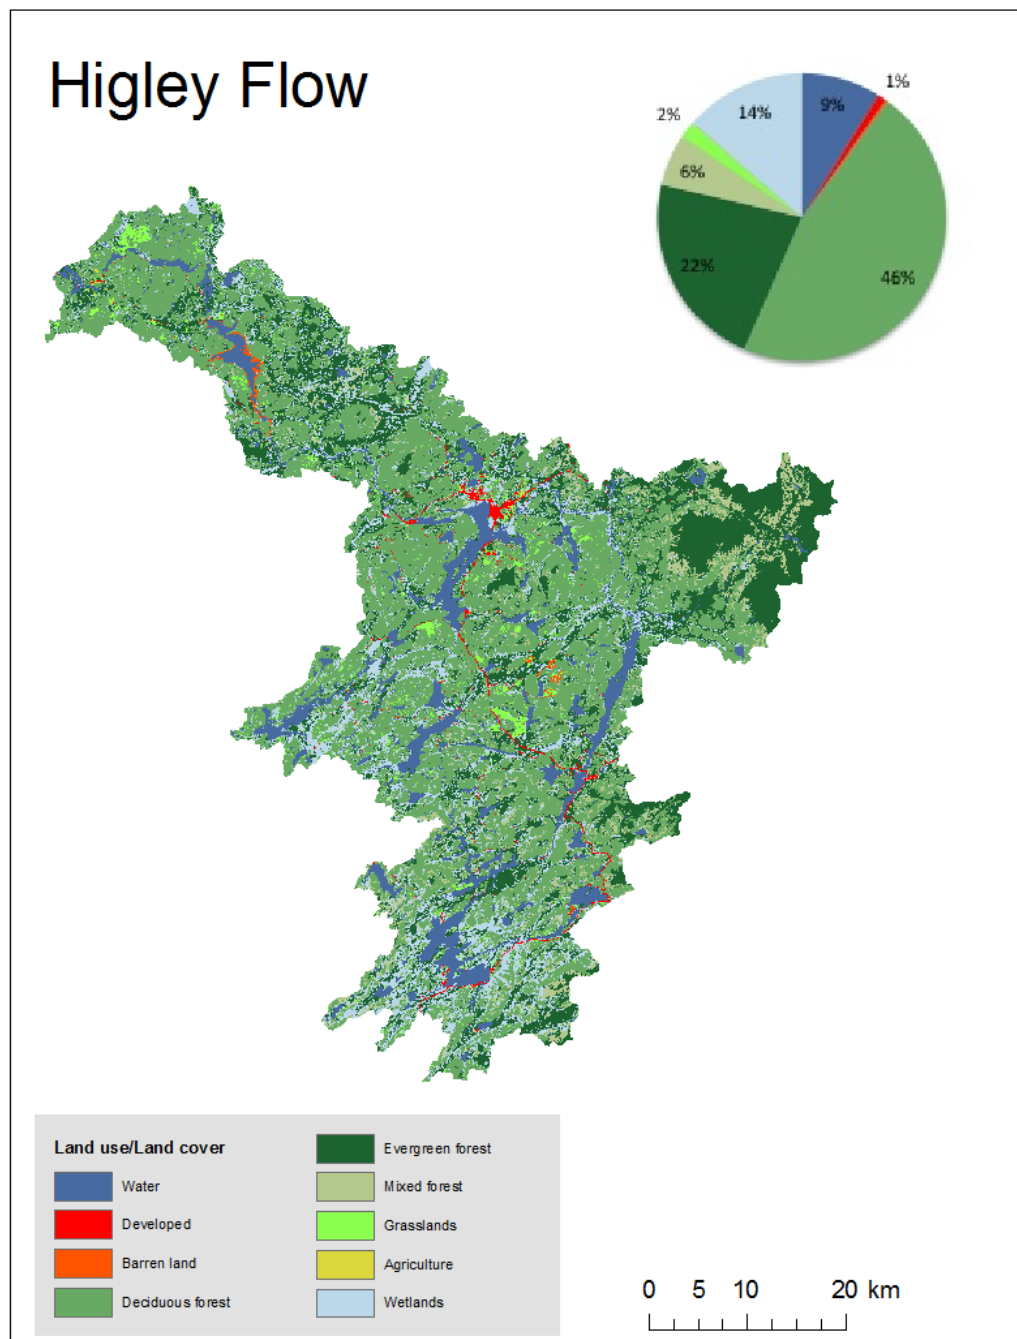 Higley Flow
1%
9%
14%
2%
6%
22%
46%
Land use/Land cover
Water
Developed
Barren land
Deciduous forest
Evergreen forest
Mixed forest
Grasslands
Agriculture
Wetlands
0 5 10 20 km